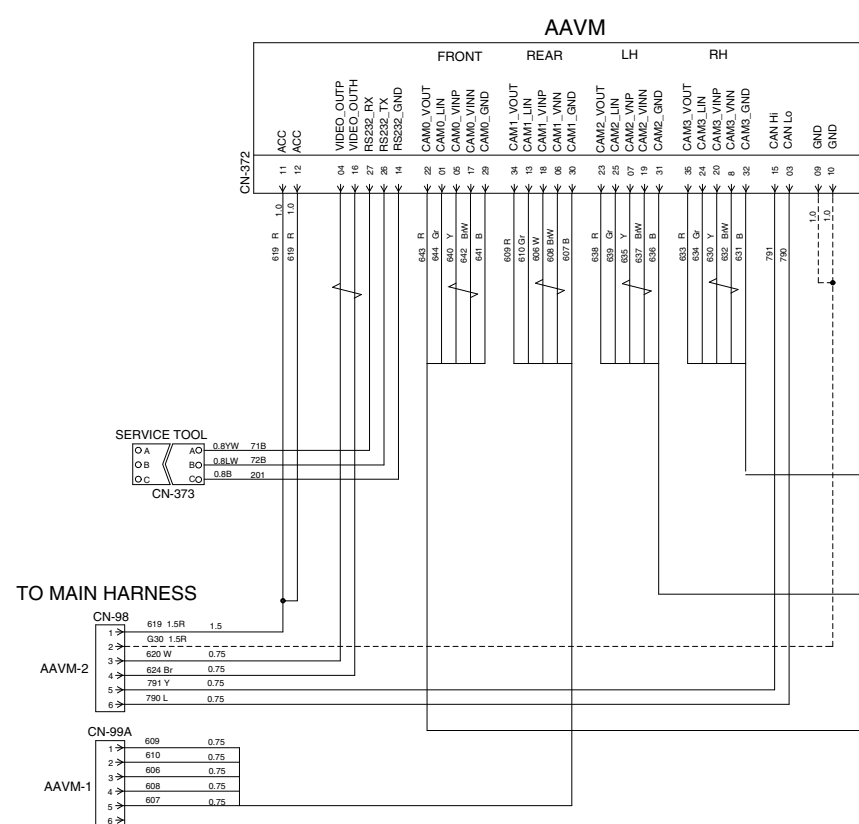 AAVM
FRONT REAR LH RH
ACC
ACC
VIDEO_OUTP
VIDEO_OUTH
RS232_RX
RS232_TX
RS232_GND
CAM0_VOUT
CAM0_LIN
CAM0_VINP
CAM0_VINN
CAM0_GND
CAM1_VOUT
CAM1_LIN
CAM1_VINP
CAM1_VNN
CAM1_GND
CAM2_VOUT
CAM2_LIN
CAM2_VNP
CAM2_VINN
CAM2_GND
CAM3_VOUT
CAM3_LIN
CAM3_VINP
CAM3_VNN
CAM3_GND
CAN Hi
CAN Lo
GND
GND
CN-372
11 12 04 16 27 26 14 22 01 05 17 29 34 13 18 06 30 23 25 07 19 31 35 24 20 8 32 15 03 09 10
619 R 1.0
619 R 1.0
643 R
644 Gr
640 Y
642 BrW
641 B
609 R
610 Gr
606 W
608 BrW
607 B
638 R
639 Gr
635 Y
637 BrW
636 B
633 R
634 Gr
630 Y
632 BrW
631 B
791
790
1.0
1.0
SERVICE TOOL
A A 0.8YW 71B
B B 0.8LW 72B
C C 0.8B 201
CN-373
TO MAIN HARNESS
CN-98
1 619 1.5R 1.5
2 G30 1.5R
3 620 W 0.75
AAVM-2
4 624 Br 0.75
5 791 Y 0.75
6 790 L 0.75
CN-99A
1 609 0.75
2 610 0.75
3 606 0.75
AAVM-1
4 608 0.75
5 607 0.75
6